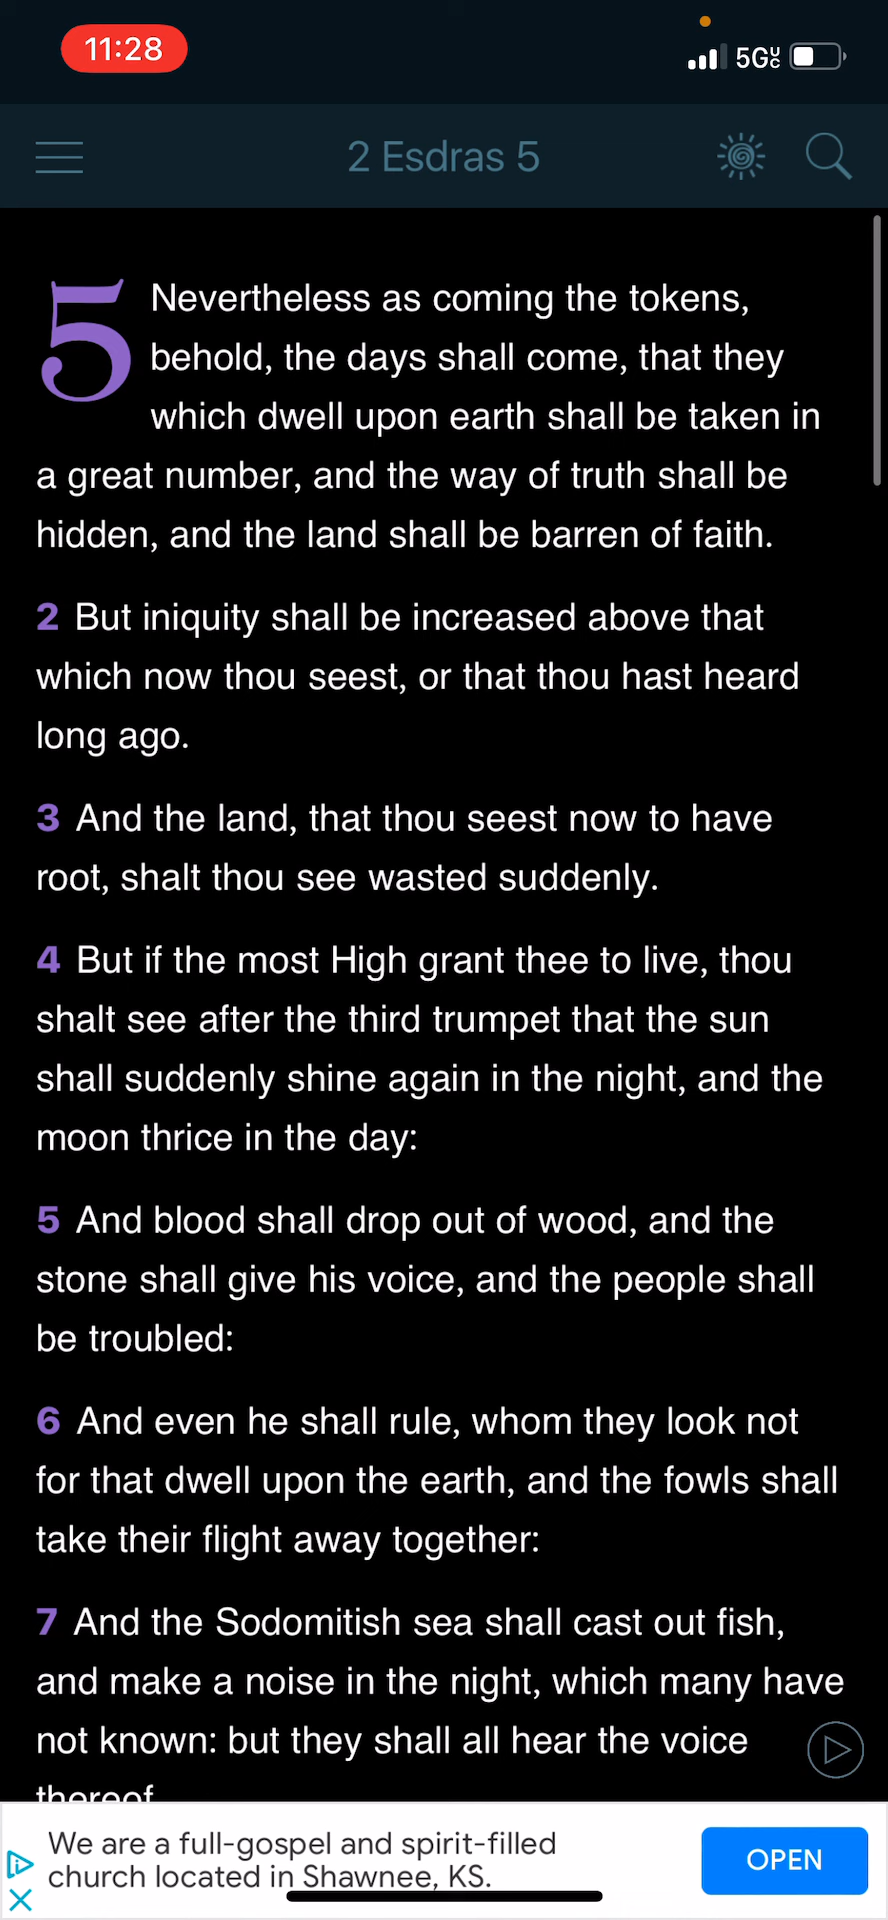 11:28
5G UC
2 Esdras 5
5 Nevertheless as coming the tokens,
behold, the days shall come, that they
which dwell upon earth shall be taken in
a great number, and the way of truth shall be
hidden, and the land shall be barren of faith.
2 But iniquity shall be increased above that
which now thou seest, or that thou hast heard
long ago.
3 And the land, that thou seest now to have
root, shalt thou see wasted suddenly.
4 But if the most High grant thee to live, thou
shalt see after the third trumpet that the sun
shall suddenly shine again in the night, and the
moon thrice in the day:
5 And blood shall drop out of wood, and the
stone shall give his voice, and the people shall
be troubled:
6 And even he shall rule, whom they look not
for that dwell upon the earth, and the fowls shall
take their flight away together:
7 And the Sodomitish sea shall cast out fish,
and make a noise in the night, which many have
not known: but they shall all hear the voice
thereof
We are a full-gospel and spirit-filled
church located in Shawnee, KS.
OPEN